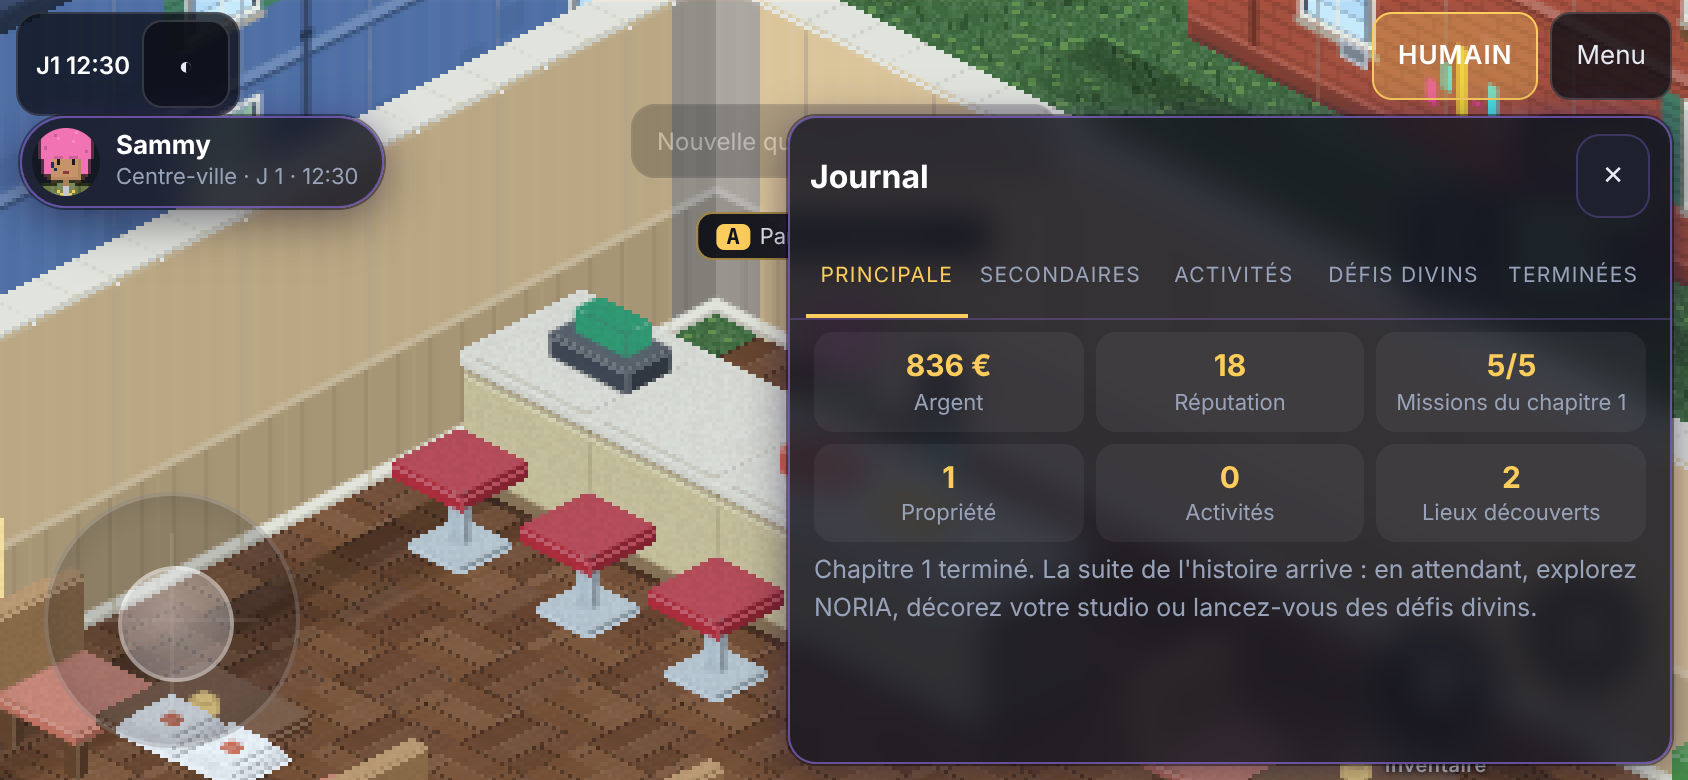 J1 12:30
HUMAIN
Menu
Sammy
Centre-ville · J 1 · 12:30
Nouvelle
A
Journal
×
PRINCIPALE SECONDAIRES ACTIVITÉS DÉFIS DIVINS TERMINÉES
836 €
Argent
18
Réputation
5/5
Missions du chapitre 1
1
Propriété
0
Activités
2
Lieux découverts
Chapitre 1 terminé. La suite de l'histoire arrive : en attendant, explorez
NORIA, décorez votre studio ou lancez-vous des défis divins.
Inventaire